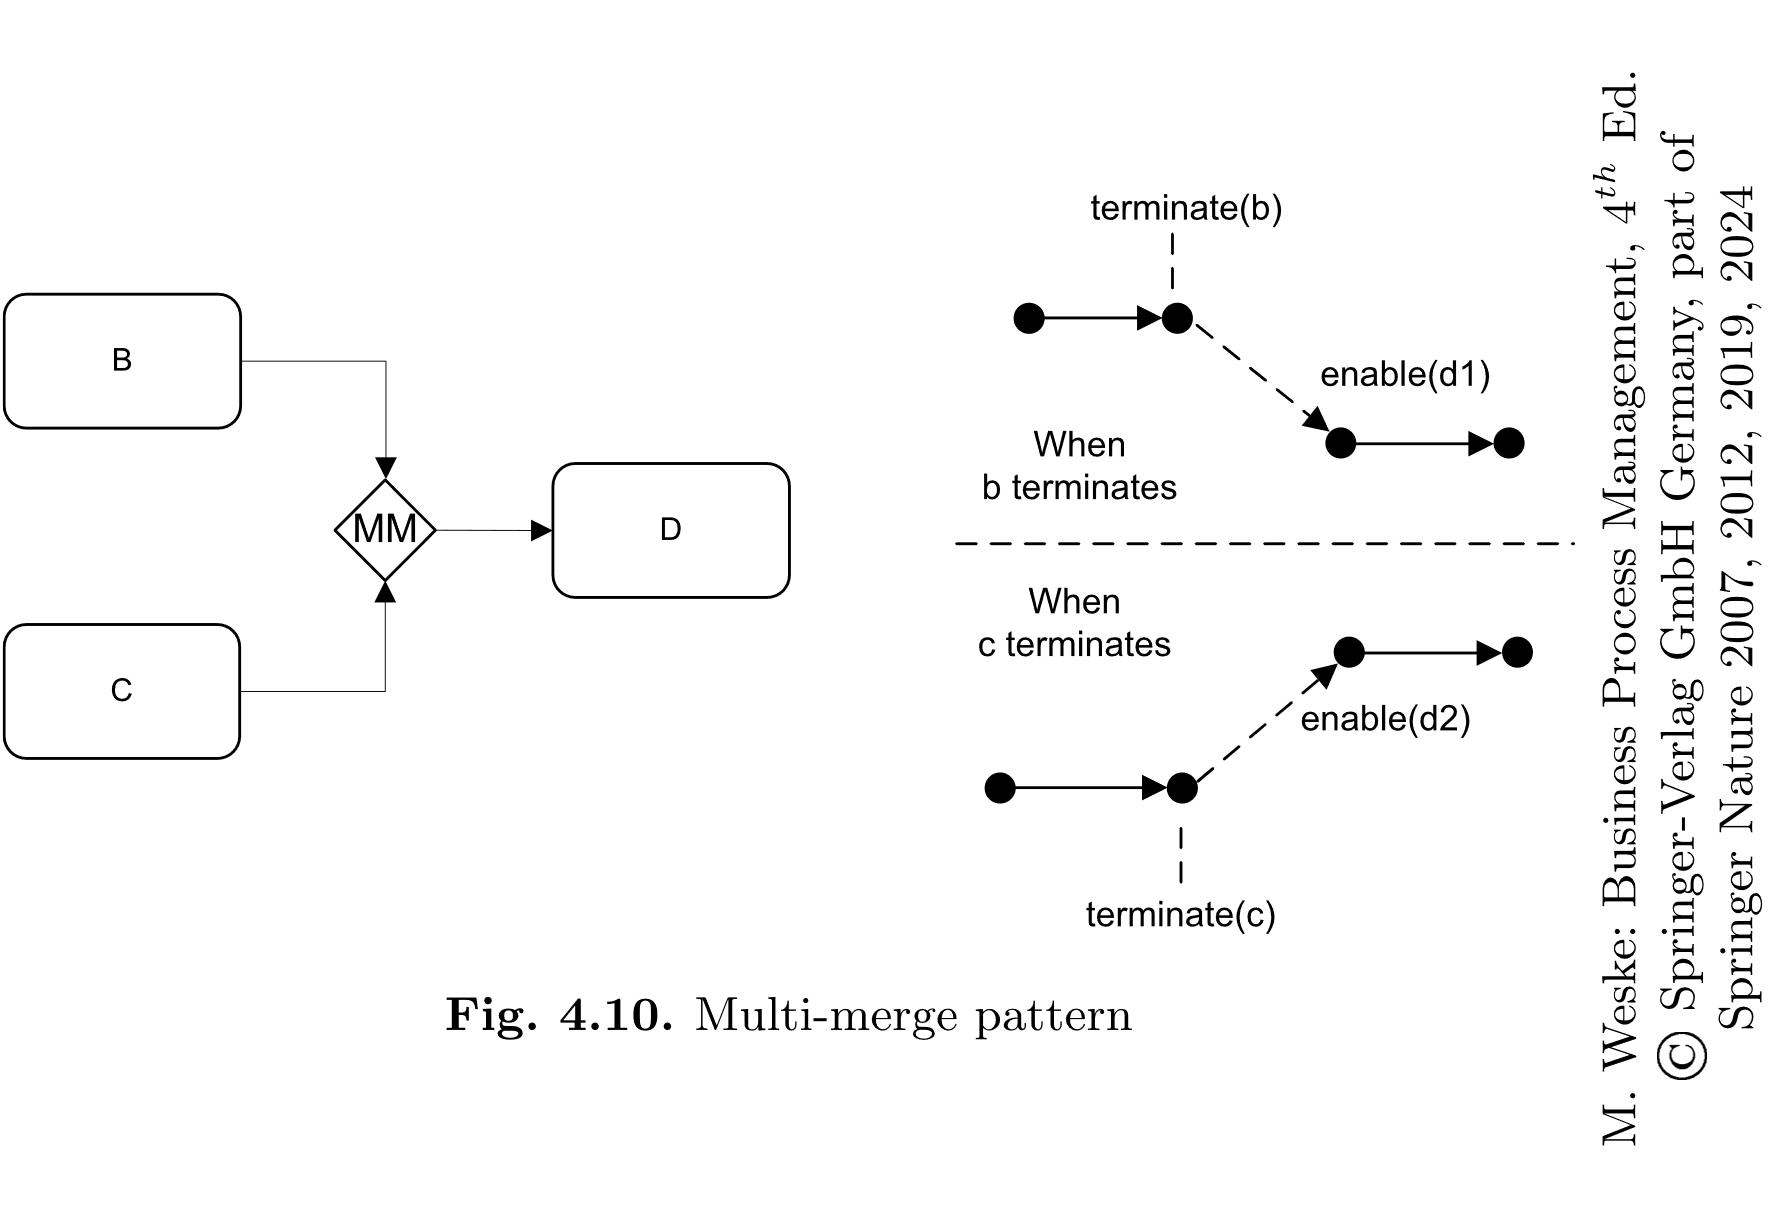 B
MM
D
C
terminate(b)
enable(d1)
When
b terminates
When
c terminates
enable(d2)
terminate(c)
Fig. 4.10. Multi-merge pattern
M. Weske: Business Process Management, 4th Ed.
© Springer-Verlag GmbH Germany, part of
Springer Nature 2007, 2012, 2019, 2024